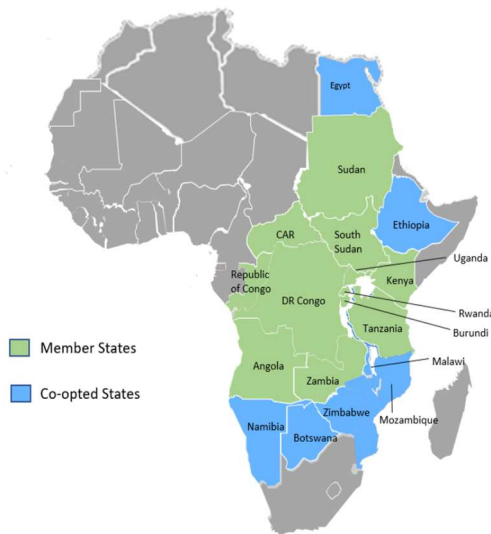 Egypt
Sudan
Ethiopia
CAR
South
Sudan
Uganda
Republic
of Congo
Kenya
DR Congo
Rwanda
Burundi
Tanzania
Member States
Malawi
Angola
Zambia
Co-opted States
Mozambique
Zimbabwe
Namibia
Botswana